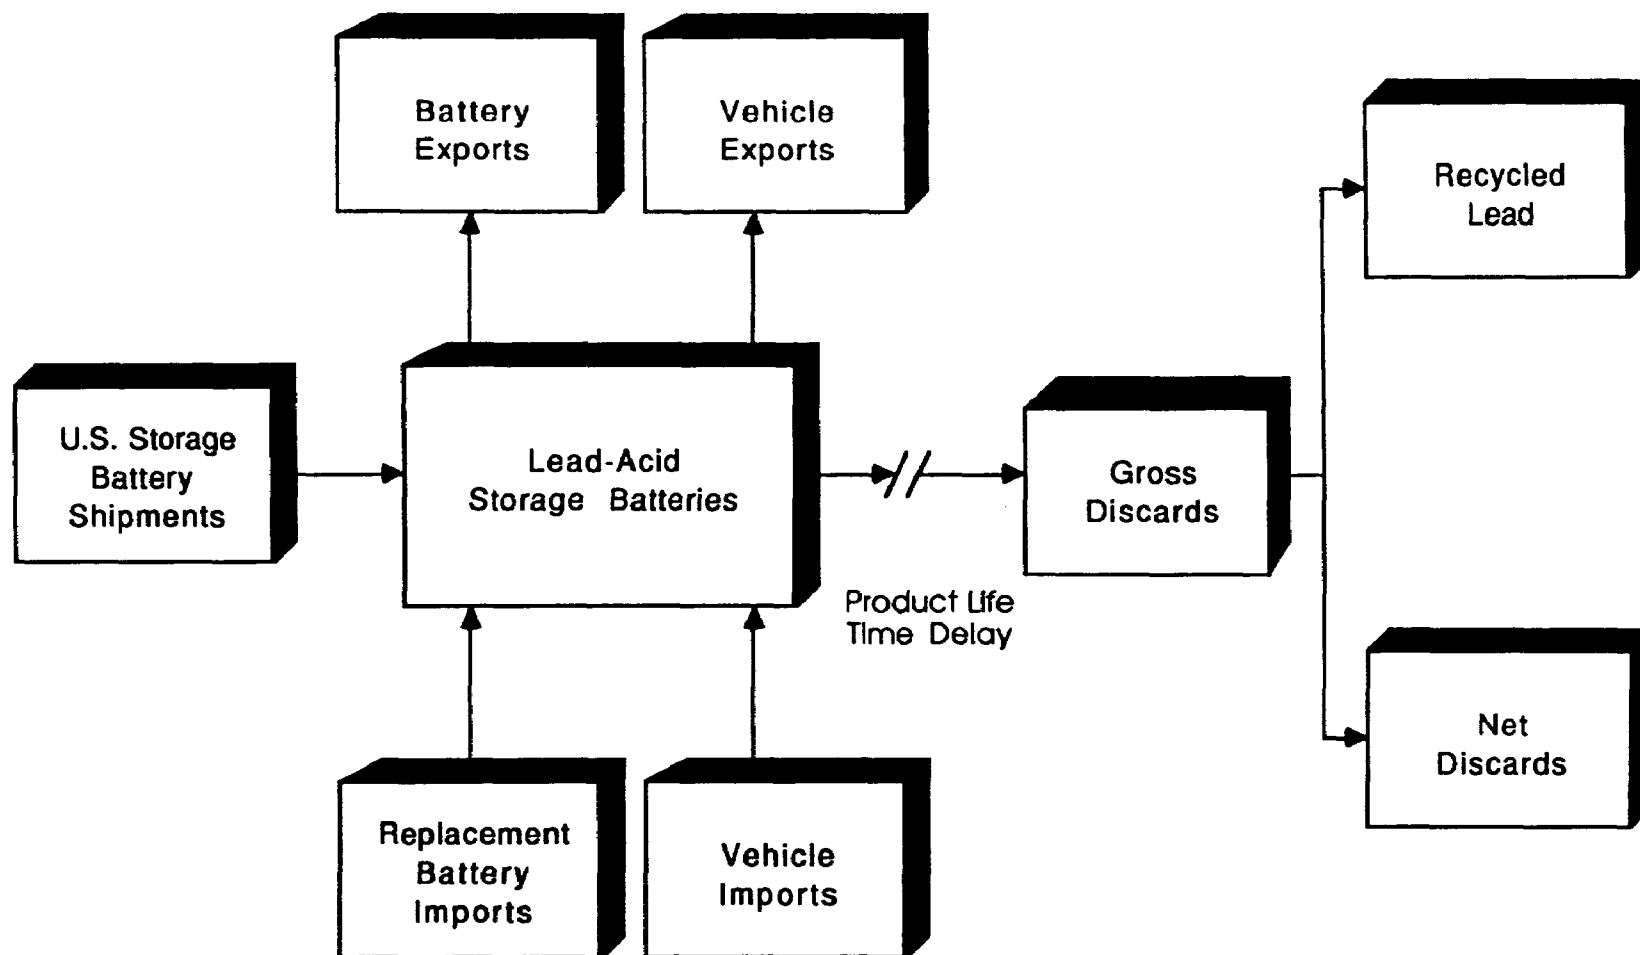 Battery
Exports
Vehicle
Exports
Recycled
Lead
U.S. Storage
Battery
Shipments
Lead-Acid
Storage Batteries
Gross
Discards
Product Life
Time Delay
Net
Discards
Replacement
Battery
Imports
Vehicle
Imports